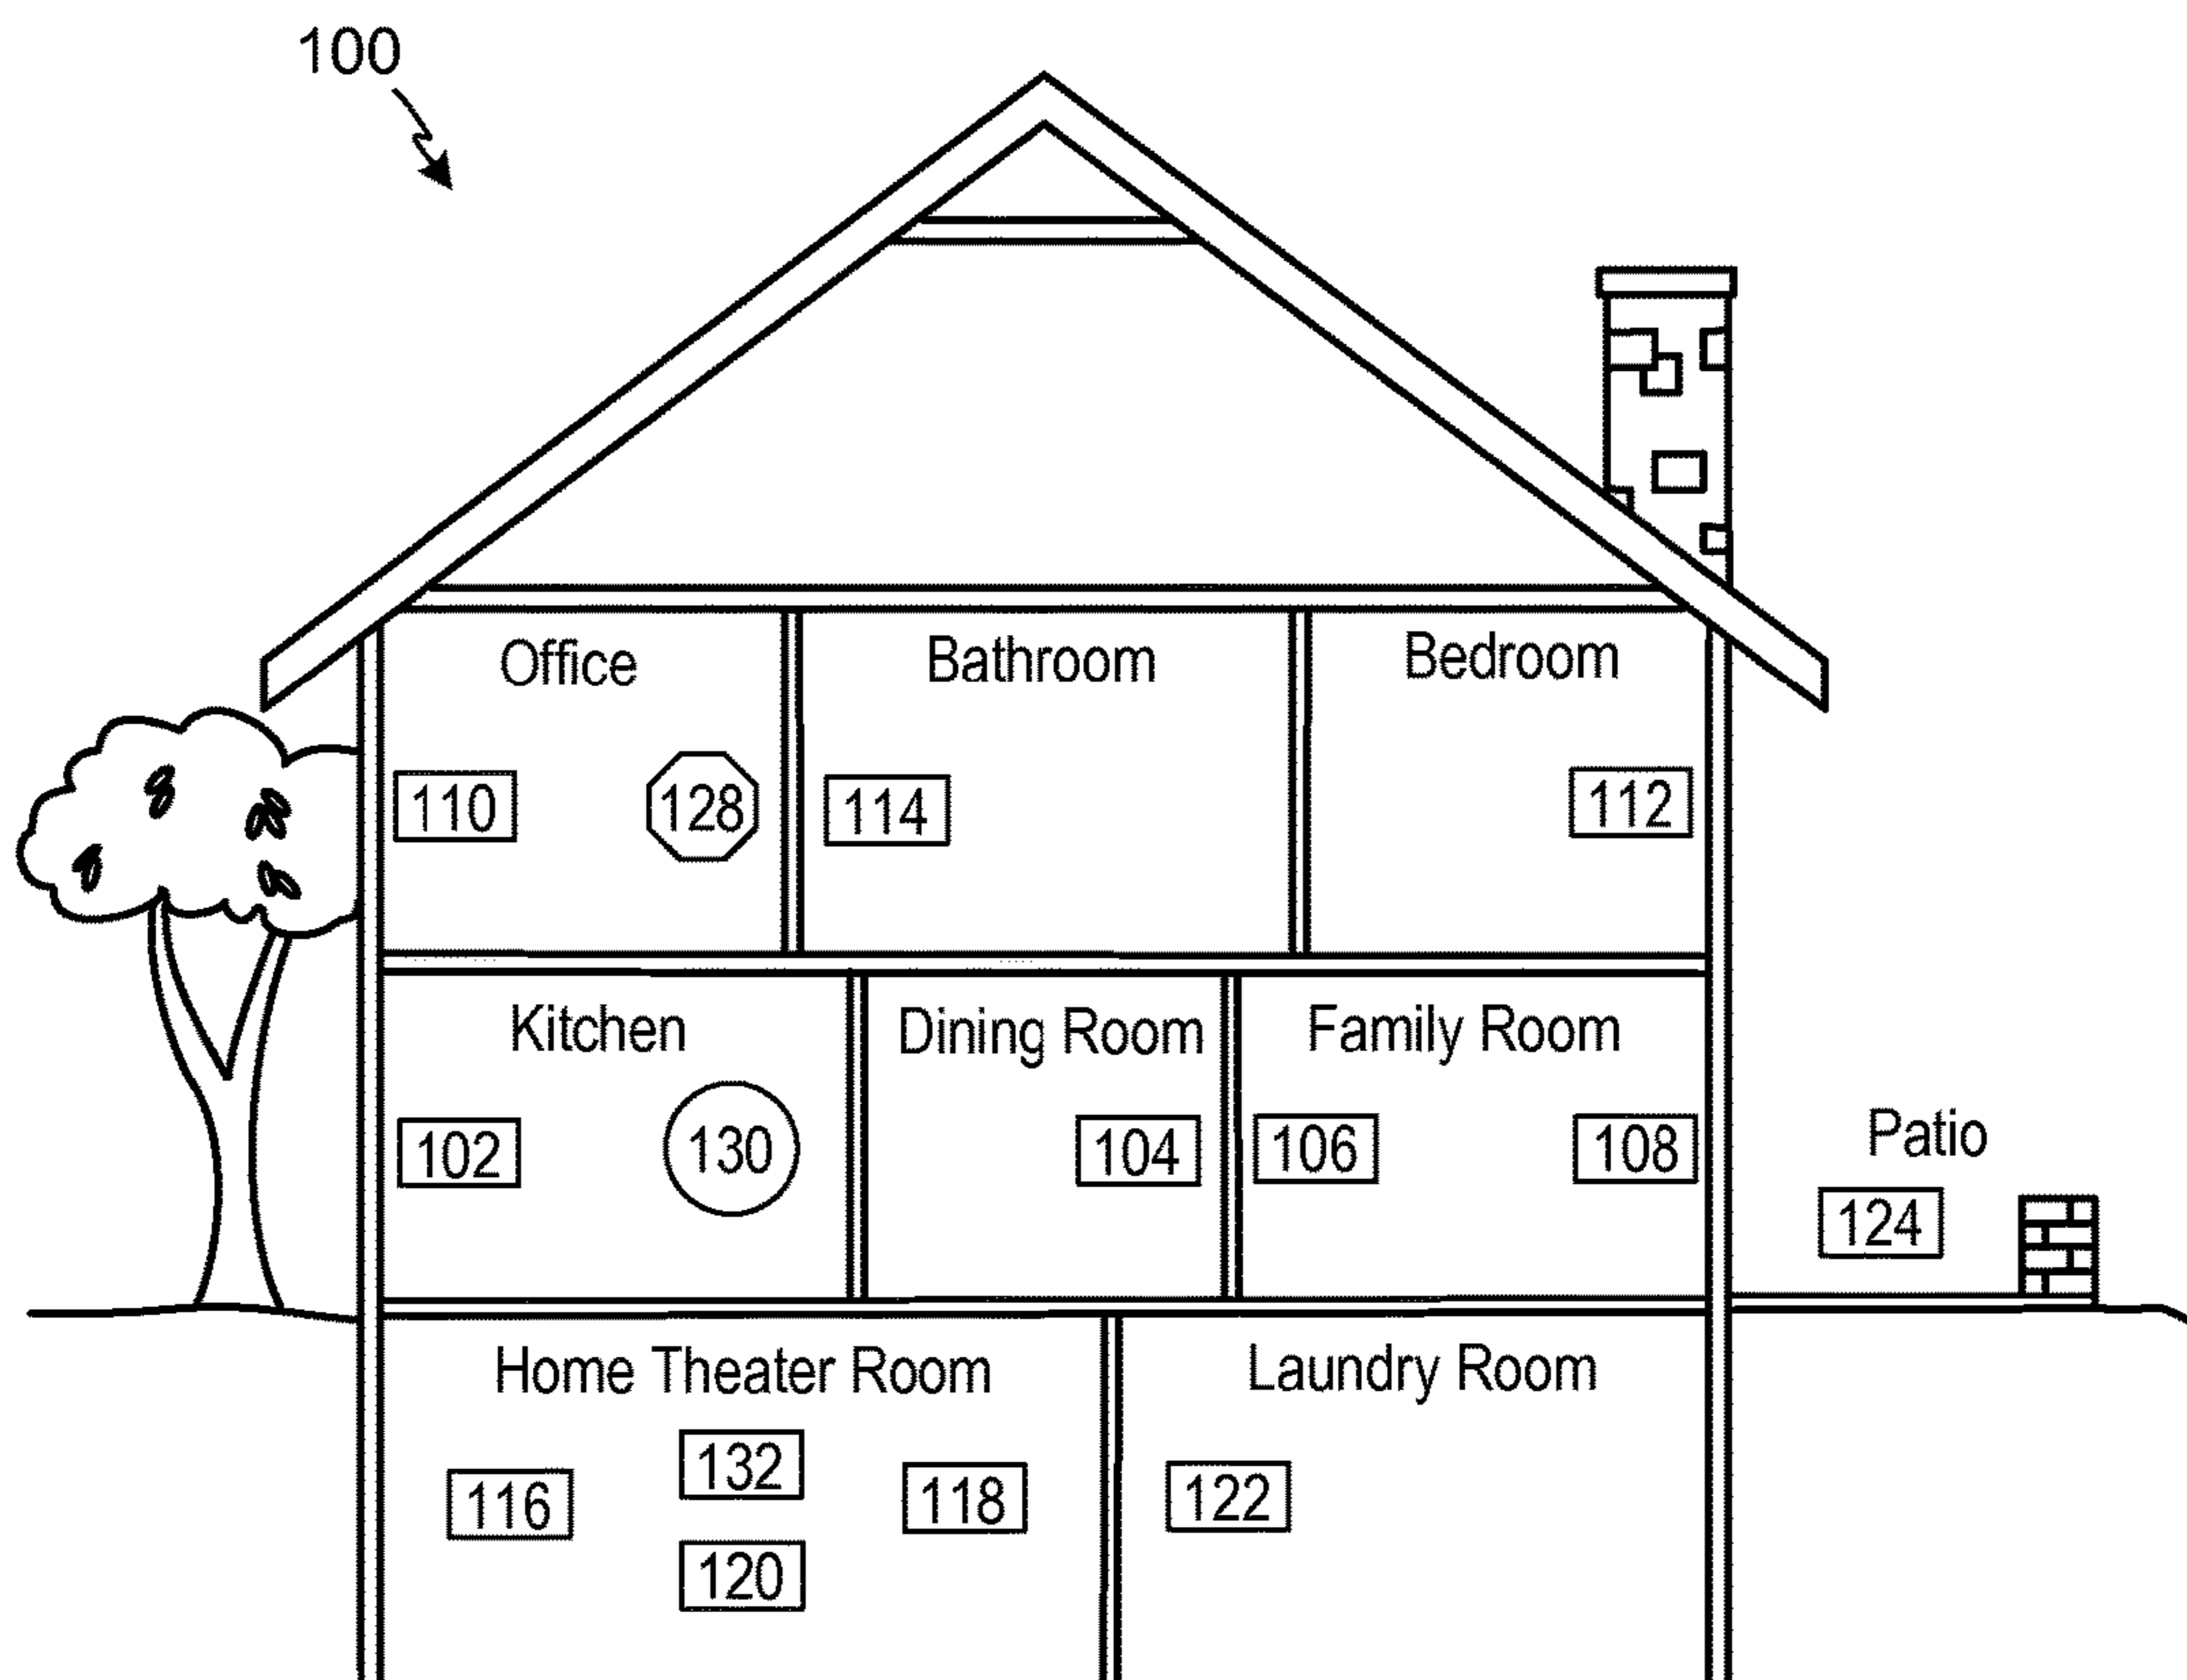 100
Office
Bathroom
Bedroom
110
128
114
112
Kitchen
Dining Room
Family Room
102
130
104
106
108
Patio
124
Home Theater Room
Laundry Room
116
132
118
122
120